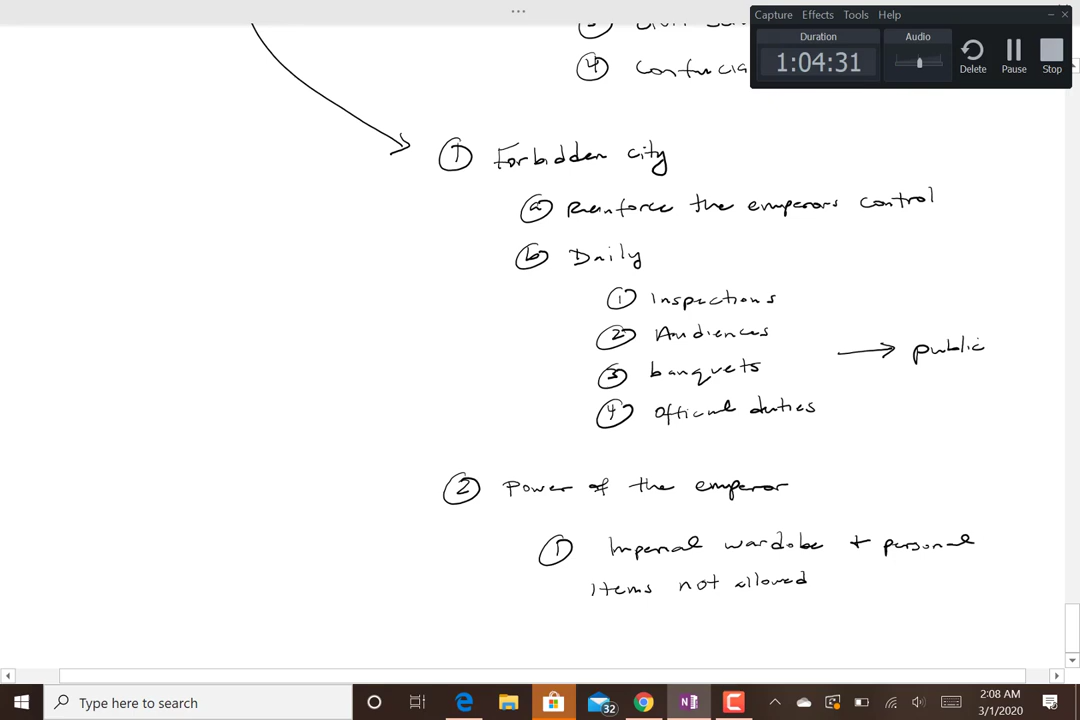 Capture Effects Tools Help
Duration Audio
1:04:31
Delete Pause Stop
④ Confucia
① Forbidden city
ⓐ Reinforce the emperors control
ⓑ Daily
① Inspections
② Audiences
③ banquets
→ public
④ Official duties
② Power of the emperor
① Imperial wardobe + personal
items not allowed
Type here to search
32
2:08 AM
3/1/2020